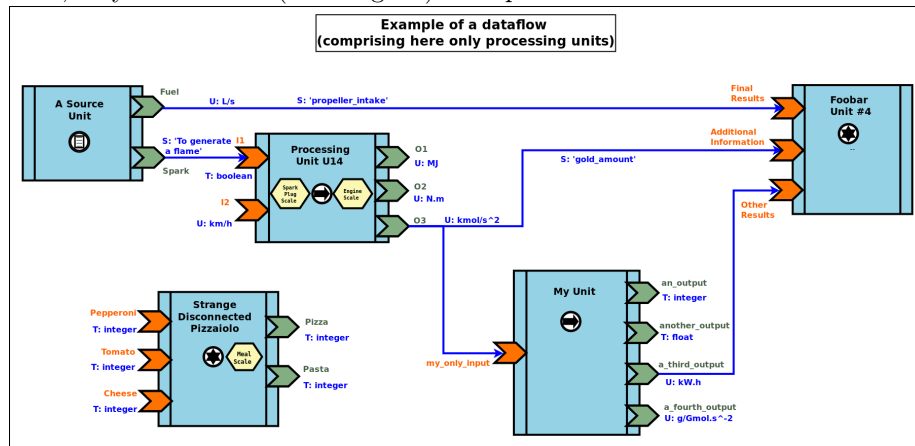 Example of a dataflow
(comprising here only processing units)
A Source
Unit
Fuel
U: L/s
S: 'propeller_intake'
Final
Results
Foobar
Unit #4
...
S: 'To generate
a flame'
Spark
I1
T: boolean
I2
U: km/h
Processing
Unit U14
Spark
Plug
Scale
Engine
Scale
O1
U: MJ
O2
U: N.m
O3
U: kmol/s^2
S: 'gold_amount'
Additional
Information
Other
Results
Pepperoni
T: integer
Tomato
T: integer
Cheese
T: integer
Strange
Disconnected
Pizzaiolo
Meal
Scale
Pizza
T: integer
Pasta
T: integer
my_only_input
My Unit
an_output
T: integer
another_output
T: float
a_third_output
U: kW.h
a_fourth_output
U: g/Gmol.s^-2